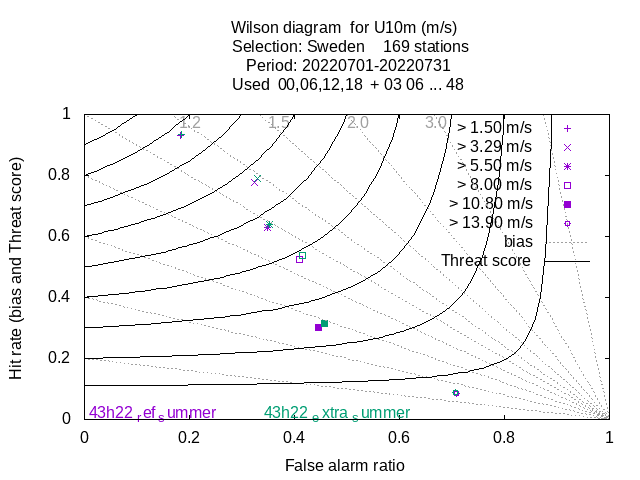 Wilson diagram  for U10m (m/s)
Selection: Sweden    169 stations
Period: 20220701-20220731
Used  00,06,12,18  + 03 06 ... 48
1.2 1.5 2.0 3.0
> 1.50 m/s
> 3.29 m/s
> 5.50 m/s
> 8.00 m/s
> 10.80 m/s
> 13.90 m/s
bias
Threat score
1
0.8
0.6
0.4
0.2
0
Hit rate (bias and Threat score)
43h22_ref_summer 43h22_extra_summer
0 0.2 0.4 0.6 0.8 1
False alarm ratio